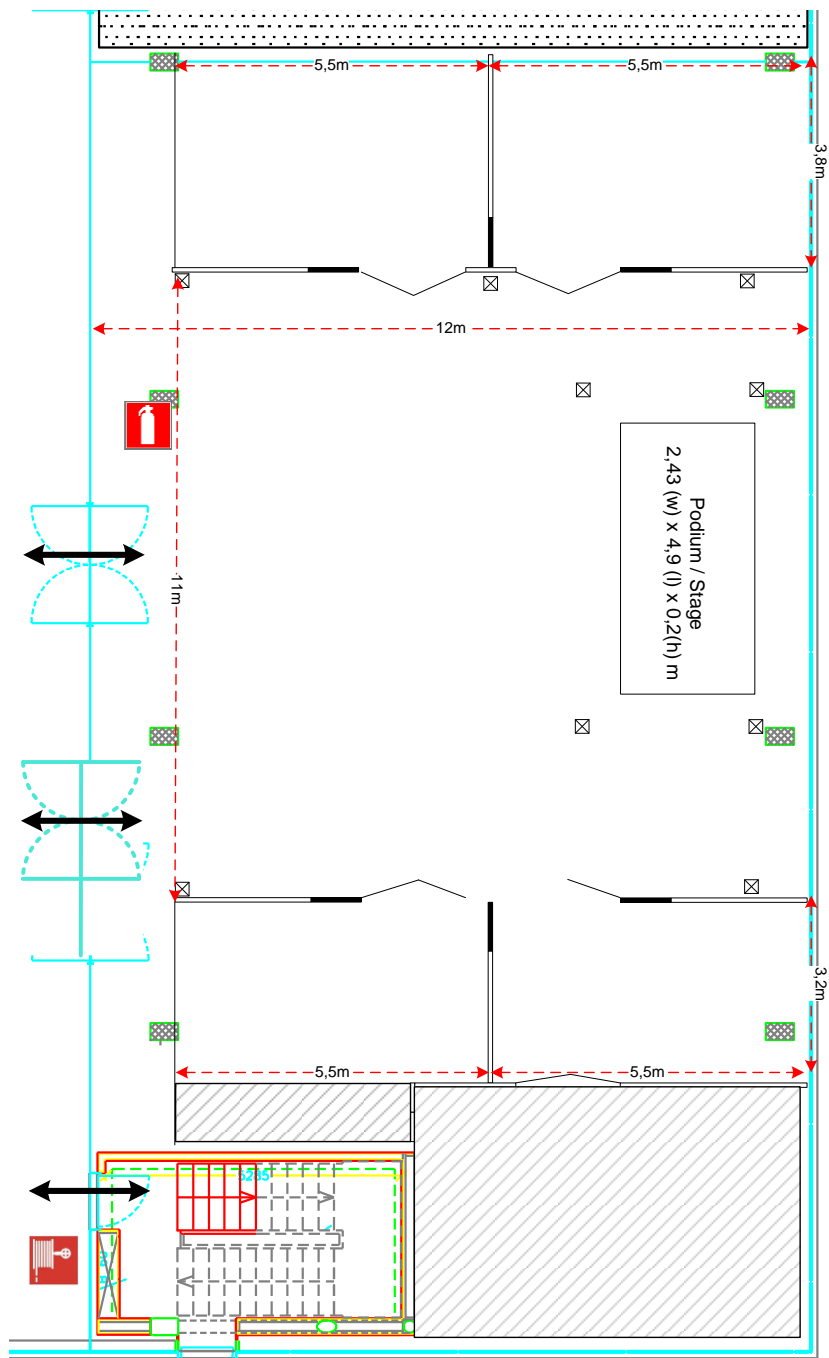 5,5m
5,5m
3,8m
12m
Podium / Stage
2,43 (w) x 4,9 (l) x 0,2(h) m
11m
3,2m
5,5m
5,5m